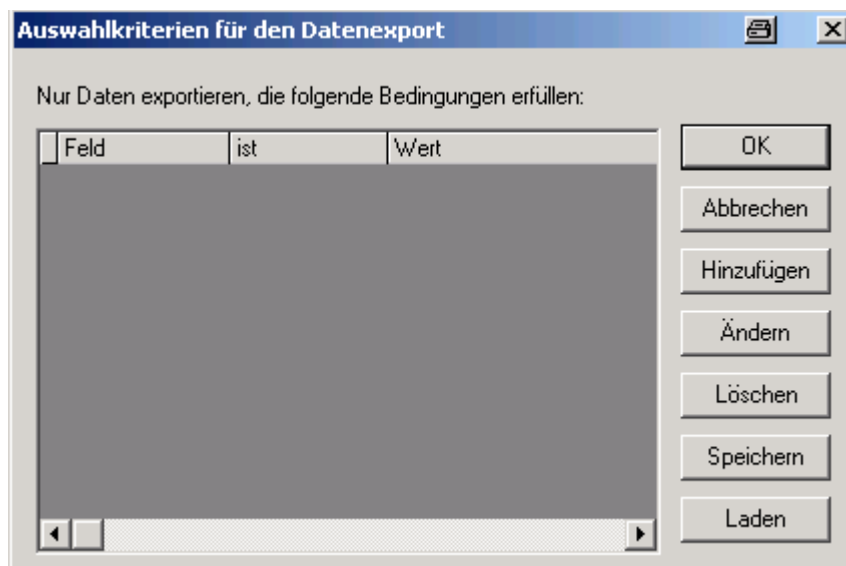 Auswahlkriterien für den Datenexport
Nur Daten exportieren, die folgende Bedingungen erfüllen:
Feld ist Wert
OK
Abbrechen
Hinzufügen
Ändern
Löschen
Speichern
Laden